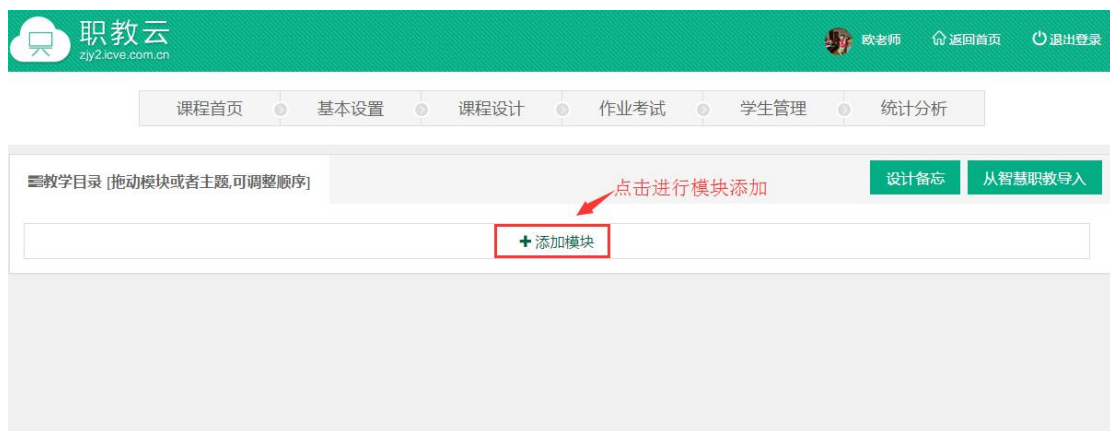 职教云
zjy2.icve.com.cn
欧老师 返回首页 退出登录
课程首页 基本设置 课程设计 作业考试 学生管理 统计分析
教学目录 [拖动模块或者主题,可调整顺序]
点击进行模块添加
设计备忘 从智慧职教导入
添加模块